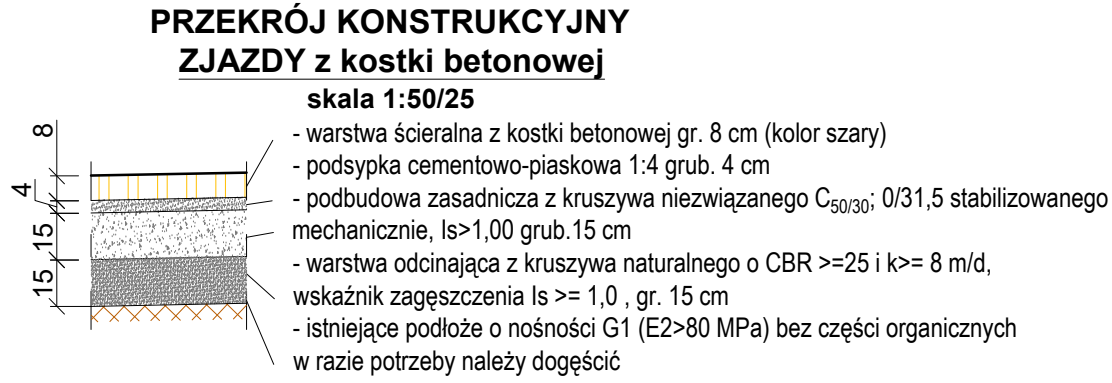 PRZEKRÓJ KONSTRUKCYJNY
ZJAZDY z kostki betonowej
skala 1:50/25
- warstwa ścieralna z kostki betonowej gr. 8 cm (kolor szary)
- podsypka cementowo-piaskowa 1:4 grub. 4 cm
- podbudowa zasadnicza z kruszywa niezwiązanego C50/30; 0/31,5 stabilizowanego
mechanicznie, Is>1,00 grub.15 cm
- warstwa odcinająca z kruszywa naturalnego o CBR >=25 i k>= 8 m/d,
wskaźnik zagęszczenia Is >= 1,0 , gr. 15 cm
- istniejące podłoże o nośności G1 (E2>80 MPa) bez części organicznych
w razie potrzeby należy dogęścić
8
4
15
15